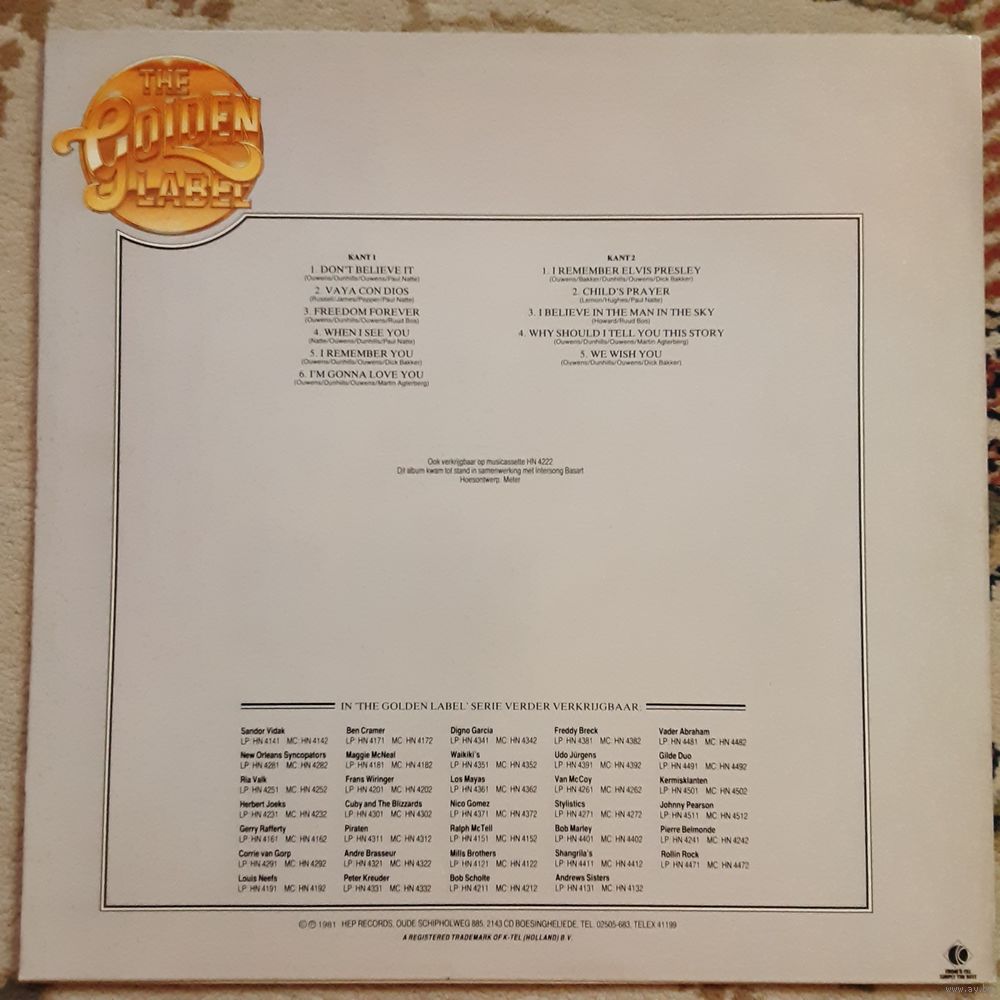 THE
GOLDEN
LABEL
KANT 1
1. DON'T BELIEVE IT
(Ouwens/Dunhills/Ouwens/Paul Natte)
2. VAYA CON DIOS
(Russell/James/Pepper/Paul Natte)
3. FREEDOM FOREVER
(Ouwens/Dunhills/Ouwens/Ruud Bos)
4. WHEN I SEE YOU
(Natte/Ouwens/Dunhills/Paul Natte)
5. I REMEMBER YOU
(Ouwens/Dunhills/Ouwens/Dick Bakker)
6. I'M GONNA LOVE YOU
(Ouwens/Dunhills/Ouwens/Martin Agterberg)
KANT 2
1. I REMEMBER ELVIS PRESLEY
(Ouwens/Bakker/Dunhills/Ouwens/Dick Bakker)
2. CHILD'S PRAYER
(Lemon/Hughes/Paul Natte)
3. I BELIEVE IN THE MAN IN THE SKY
(Howard/Ruud Bos)
4. WHY SHOULD I TELL YOU THIS STORY
(Ouwens/Dunhills/Ouwens/Martin Agterberg)
5. WE WISH YOU
(Ouwens/Dunhills/Ouwens/Dick Bakker)
Ook verkrijgbaar op musicassette HN 4222
Dit album kwam tot stand in samenwerking met Intersong Basart
Hoesontwerp: Meter
IN 'THE GOLDEN LABEL' SERIE VERDER VERKRIJGBAAR:
Sandor Vidak
LP: HN 4141 MC: HN 4142
New Orleans Syncopators
LP: HN 4281 MC: HN 4282
Ria Valk
LP: HN 4251 MC: HN 4252
Herbert Joeks
LP: HN 4231 MC: HN 4232
Gerry Rafferty
LP: HN 4161 MC: HN 4162
Corrie van Gorp
LP: HN 4291 MC: HN 4292
Louis Neefs
LP: HN 4191 MC: HN 4192
Ben Cramer
LP: HN 4171 MC: HN 4172
Maggie McNeal
LP: HN 4181 MC: HN 4182
Frans Wiringer
LP: HN 4201 MC: HN 4202
Cuby and The Blizzards
LP: HN 4301 MC: HN 4302
Piraten
LP: HN 4311 MC: HN 4312
Andre Brasseur
LP: HN 4321 MC: HN 4322
Peter Kreuder
LP: HN 4331 MC: HN 4332
Digno Garcia
LP: HN 4341 MC: HN 4342
Waikiki's
LP: HN 4351 MC: HN 4352
Los Mayas
LP: HN 4361 MC: HN 4362
Nico Gomez
LP: HN 4371 MC: HN 4372
Ralph McTell
LP: HN 4151 MC: HN 4152
Mills Brothers
LP: HN 4121 MC: HN 4122
Bob Scholte
LP: HN 4211 MC: HN 4212
Freddy Breck
LP: HN 4381 MC: HN 4382
Udo Jürgens
LP: HN 4391 MC: HN 4392
Van McCoy
LP: HN 4261 MC: HN 4262
Stylistics
LP: HN 4271 MC: HN 4272
Bob Marley
LP: HN 4401 MC: HN 4402
Shangrila's
LP: HN 4411 MC: HN 4412
Andrews Sisters
LP: HN 4131 MC: HN 4132
Vader Abraham
LP: HN 4481 MC: HN 4482
Gilde Duo
LP: HN 4491 MC: HN 4492
Kermisklanten
LP: HN 4501 MC: HN 4502
Johnny Pearson
LP: HN 4511 MC: HN 4512
Pierre Belmonde
LP: HN 4241 MC: HN 4242
Rollin Rock
LP: HN 4471 MC: HN 4472
© ℗ 1981 HEP RECORDS, OUDE SCHIPHOLWEG 885, 2143 CD BOESINGHELIEDE, TEL. 02505-683, TELEX 41199
A REGISTERED TRADEMARK OF K-TEL (HOLLAND) B.V.